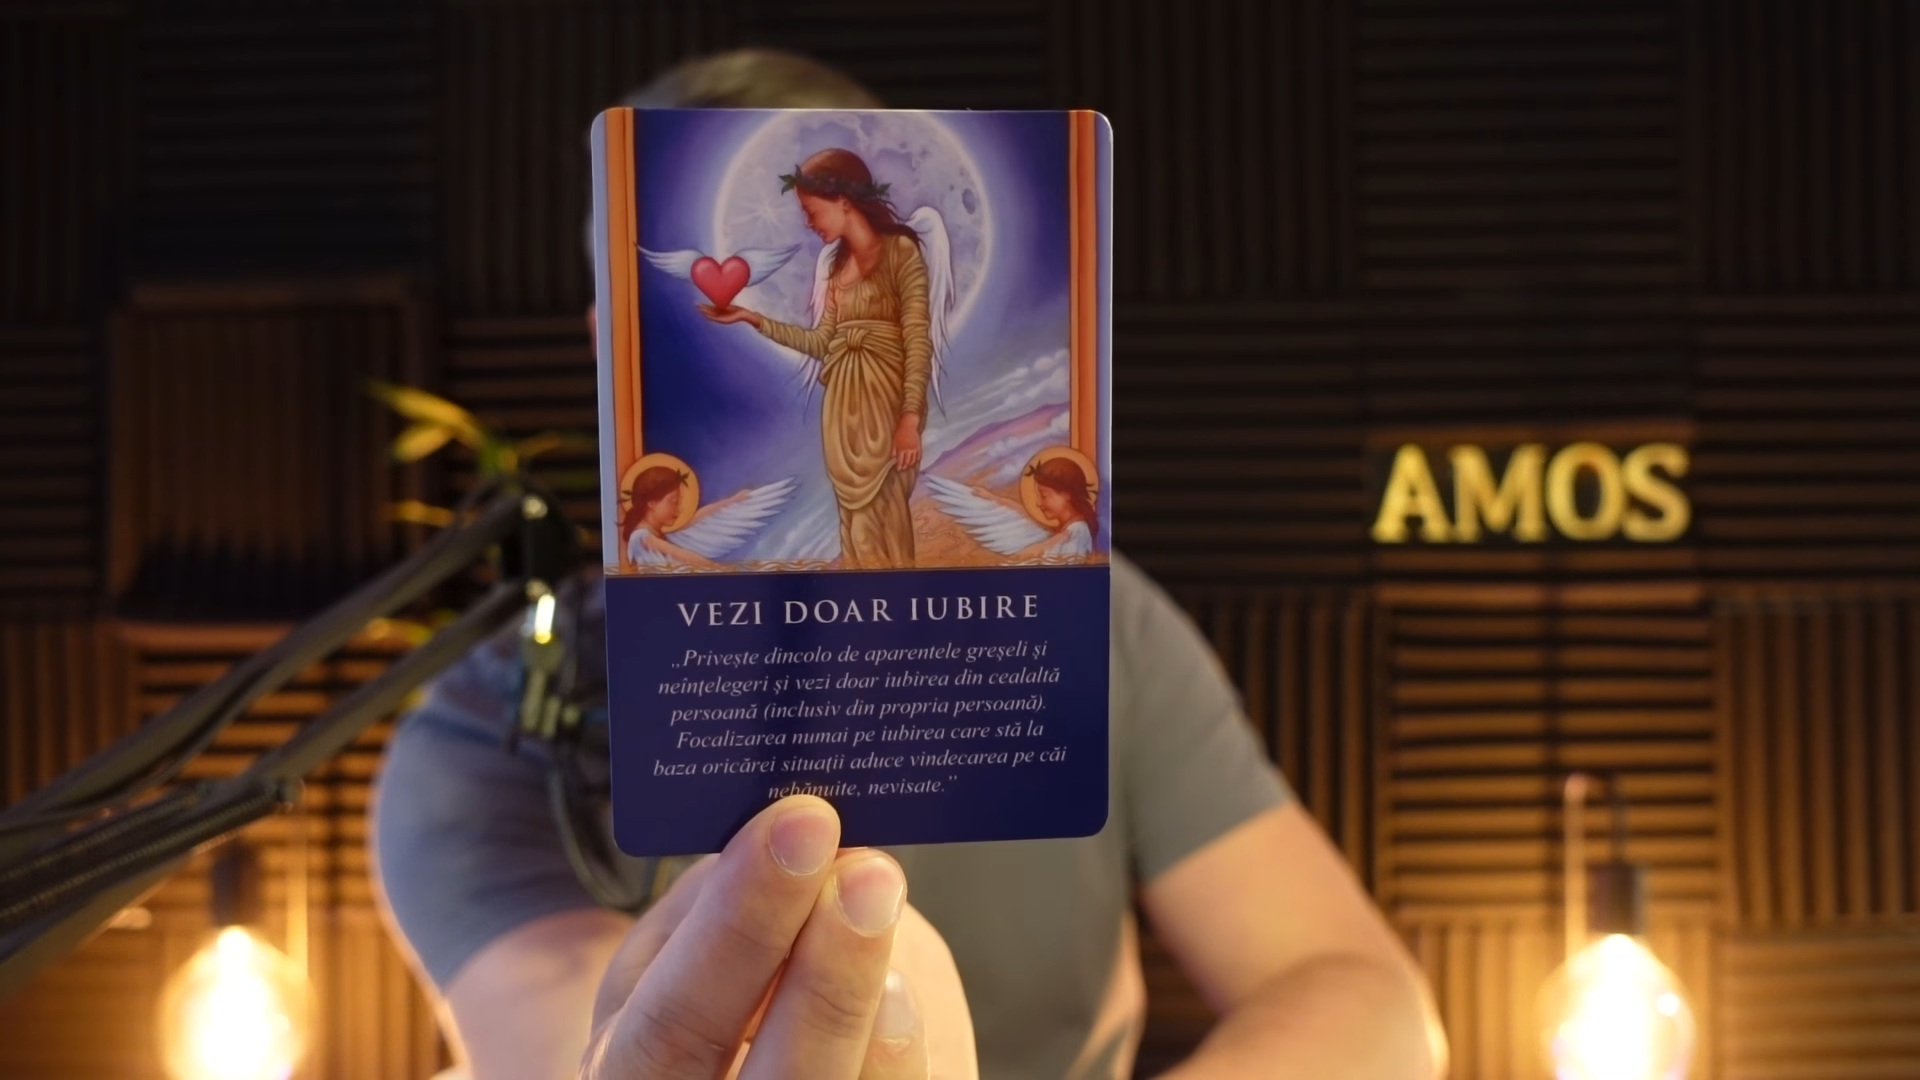 VEZI DOAR IUBIRE
„Privește dincolo de aparentele greșeli și
neînțelegeri și vezi doar iubirea din cealaltă
persoană (inclusiv din propria persoană).
Focalizarea numai pe iubirea care stă la
baza oricărei situații aduce vindecarea pe căi
nebănuite, nevisate.”
AMOS